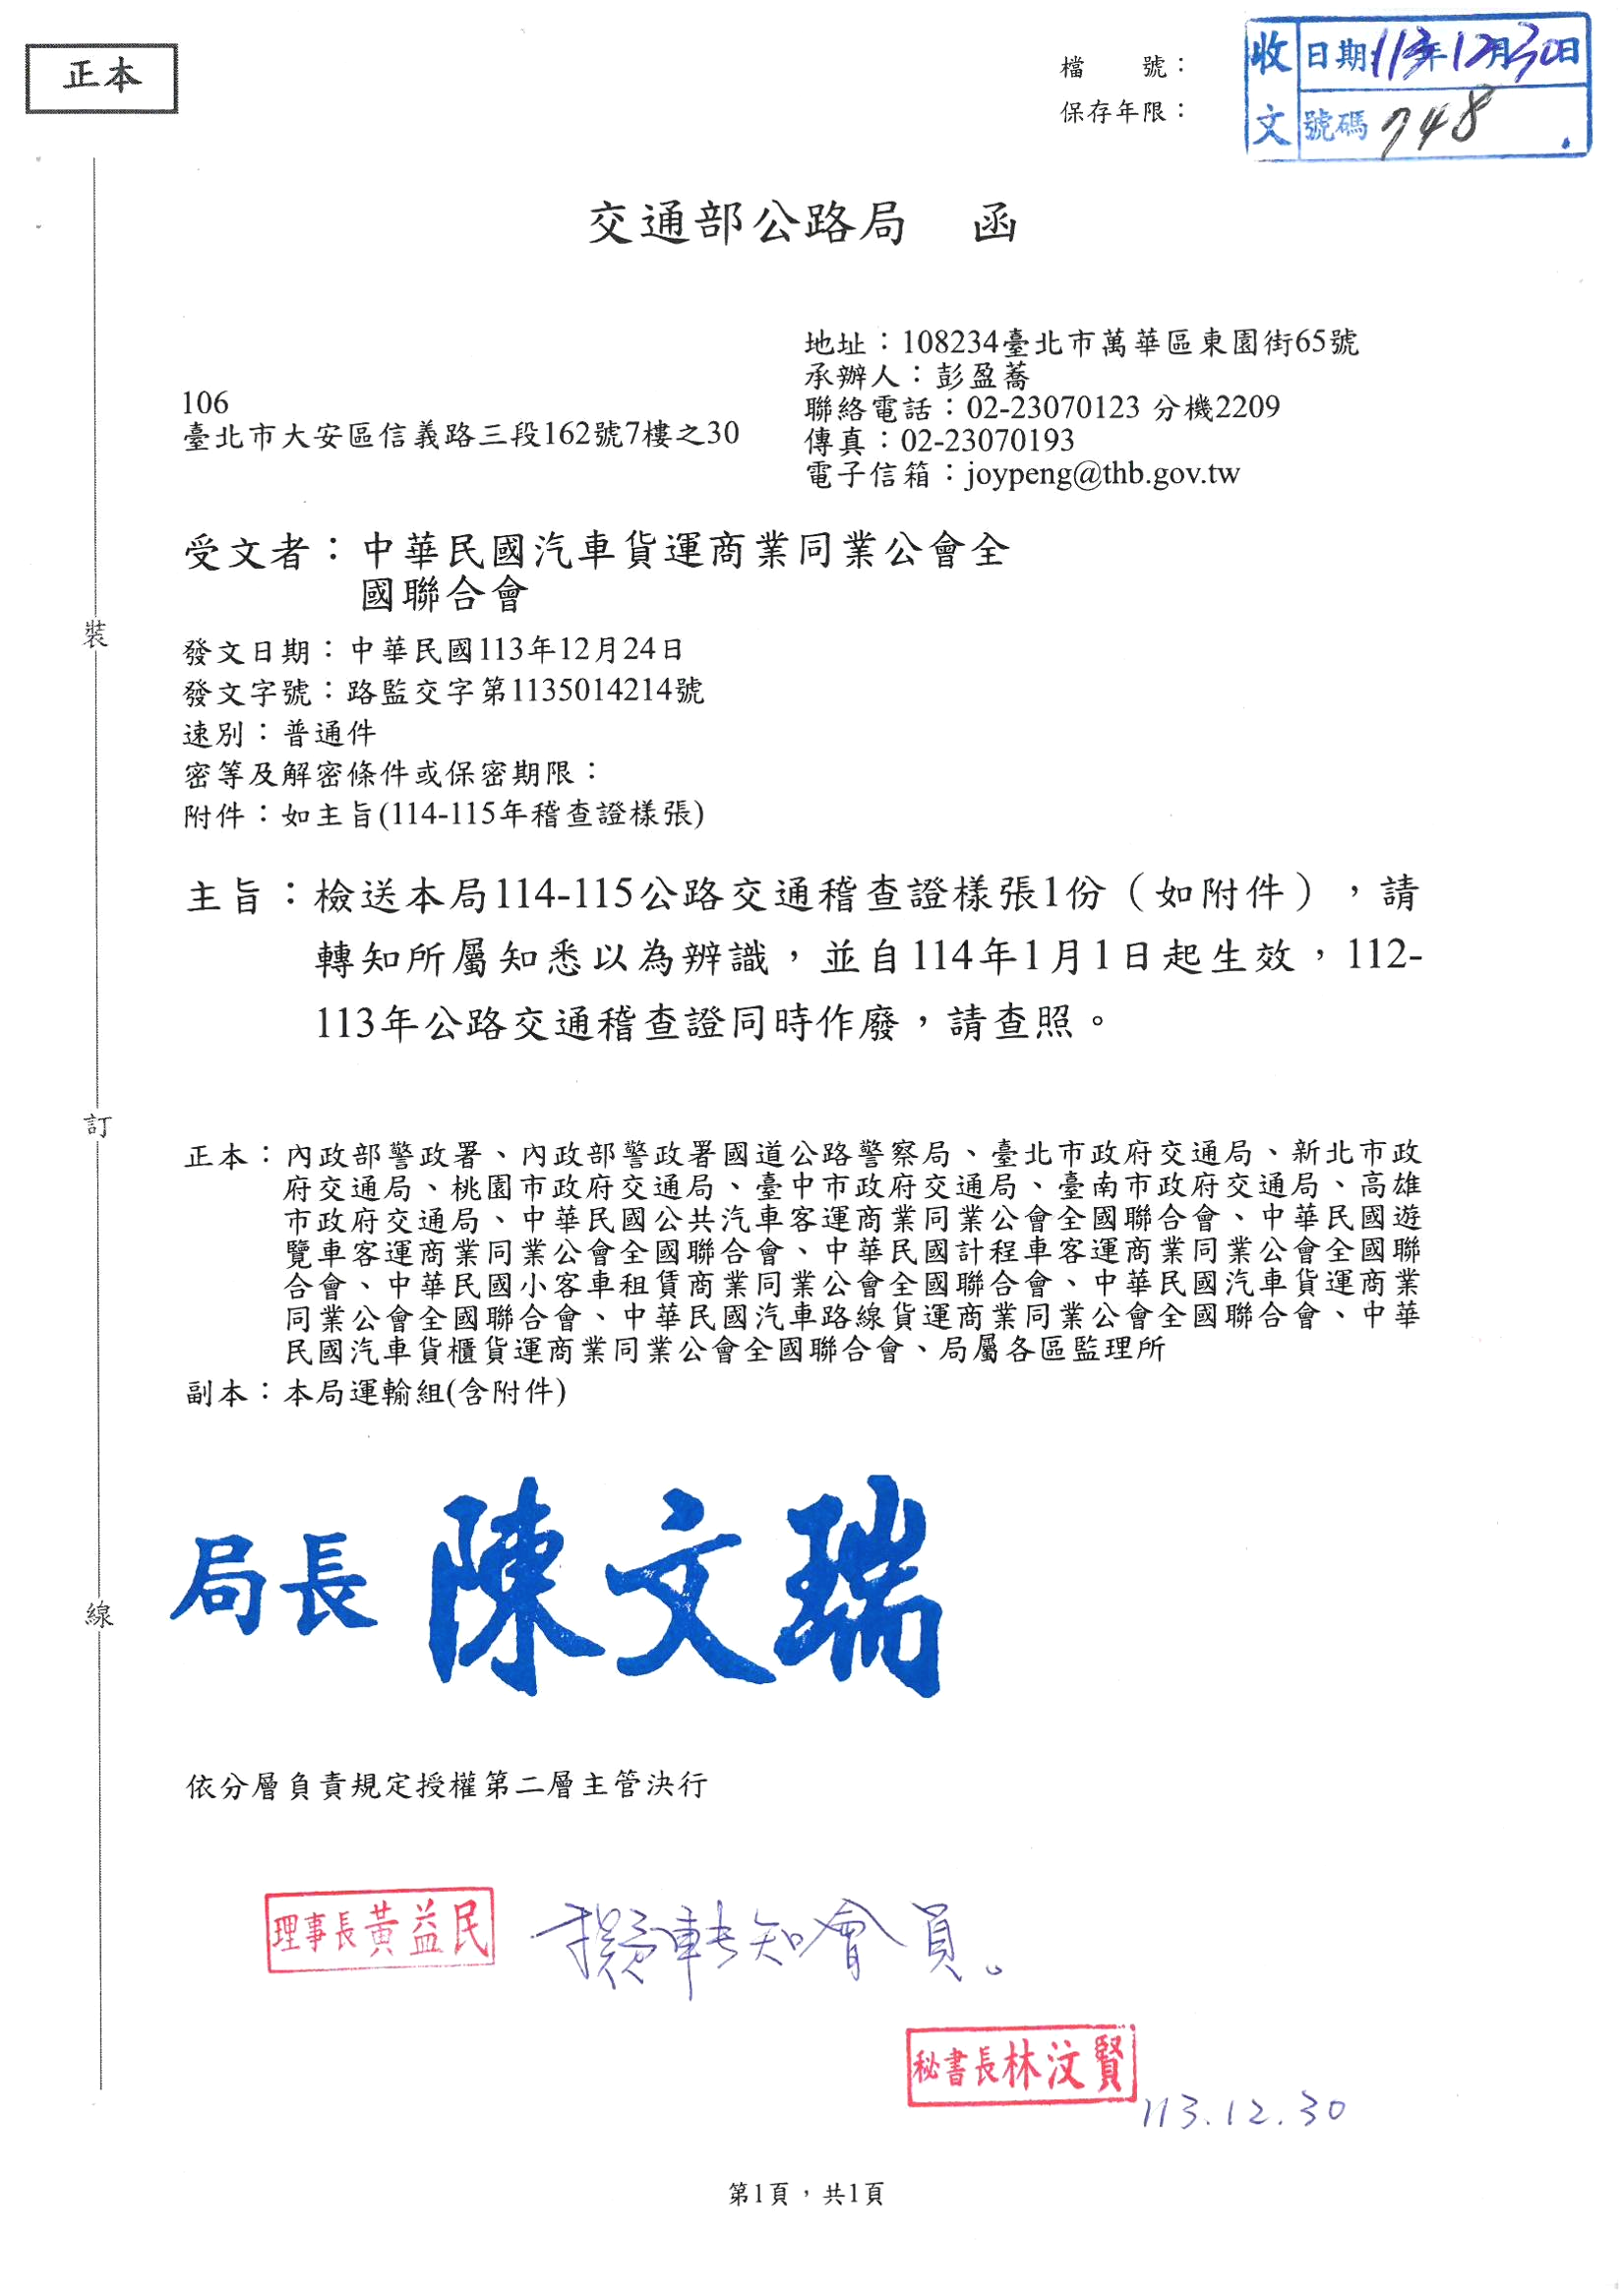 正本
檔　　號：
保存年限：
收文
日期113年12月30日
號碼748
交通部公路局　函
地址：108234臺北市萬華區東園街65號
承辦人：彭盈蕎
聯絡電話：02-23070123 分機2209
傳真：02-23070193
電子信箱：joypeng@thb.gov.tw
106
臺北市大安區信義路三段162號7樓之30
受文者：中華民國汽車貨運商業同業公會全
國聯合會
發文日期：中華民國113年12月24日
發文字號：路監交字第1135014214號
速別：普通件
密等及解密條件或保密期限：
附件：如主旨(114-115年稽查證樣張)
主旨：檢送本局114-115公路交通稽查證樣張1份（如附件），請
轉知所屬知悉以為辨識，並自114年1月1日起生效，112-
113年公路交通稽查證同時作廢，請查照。
正本：內政部警政署、內政部警政署國道公路警察局、臺北市政府交通局、新北市政
府交通局、桃園市政府交通局、臺中市政府交通局、臺南市政府交通局、高雄
市政府交通局、中華民國公共汽車客運商業同業公會全國聯合會、中華民國遊
覽車客運商業同業公會全國聯合會、中華民國計程車客運商業同業公會全國聯
合會、中華民國小客車租賃商業同業公會全國聯合會、中華民國汽車貨運商業
同業公會全國聯合會、中華民國汽車路線貨運商業同業公會全國聯合會、中華
民國汽車貨櫃貨運商業同業公會全國聯合會、局屬各區監理所
副本：本局運輸組(含附件)
局長 陳文瑞
依分層負責規定授權第二層主管決行
理事長黃益民
擬轉知會員。
秘書長林汶賢
113.12.30
第1頁，共1頁
裝
訂
線